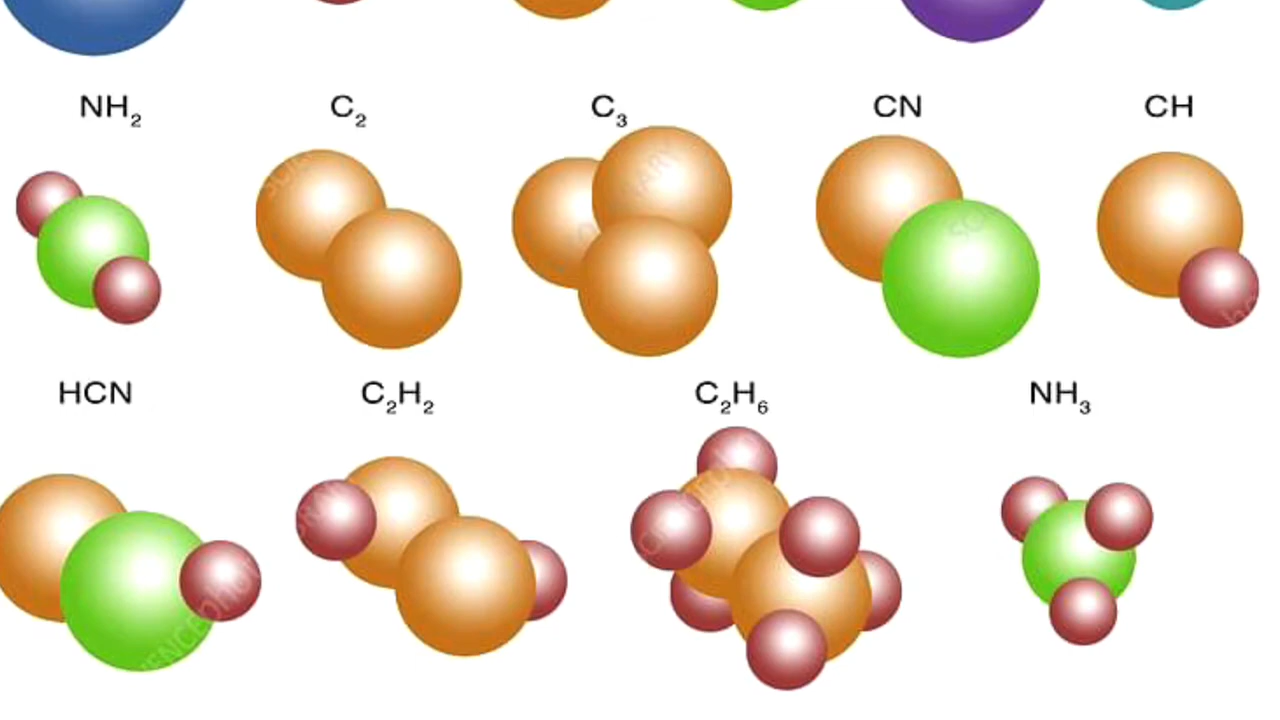 NH₂ C₂ C₃ CN CH
HCN C₂H₂ C₂H₆ NH₃